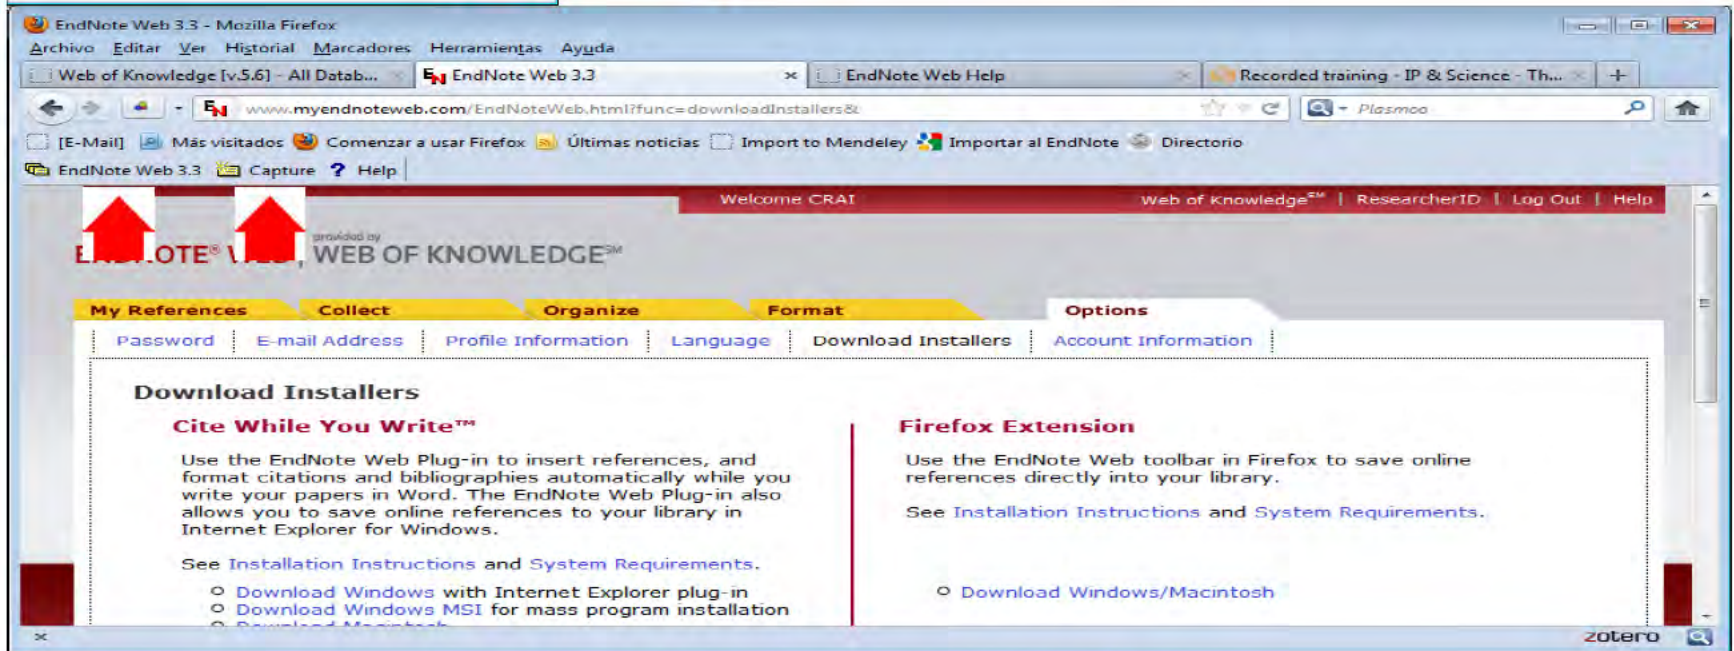 EndNote Web 3.3 - Mozilla Firefox
Archivo Editar Ver Historial Marcadores Herramientas Ayuda
Web of Knowledge [v.5.6] - All Datab... EndNote Web 3.3 EndNote Web Help Recorded training - IP & Science - Th...
www.myendnoteweb.com/EndNoteWeb.html?func=downloadInstallers& Plasmoo
[E-Mail] Más visitados Comenzar a usar Firefox Últimas noticias Import to Mendeley Importar al EndNote Directorio
EndNote Web 3.3 Capture ? Help
Welcome CRAI Web of Knowledge℠ | ResearcherID | Log Out | Help
provided by
WEB OF KNOWLEDGE℠
My References Collect Organize Format Options
Password E-mail Address Profile Information Language Download Installers Account Information
Download Installers
Cite While You Write™
Use the EndNote Web Plug-in to insert references, and
format citations and bibliographies automatically while you
write your papers in Word. The EndNote Web Plug-in also
allows you to save online references to your library in
Internet Explorer for Windows.
See Installation Instructions and System Requirements.
Download Windows with Internet Explorer plug-in
Download Windows MSI for mass program installation
Firefox Extension
Use the EndNote Web toolbar in Firefox to save online
references directly into your library.
See Installation Instructions and System Requirements.
Download Windows/Macintosh
zotero